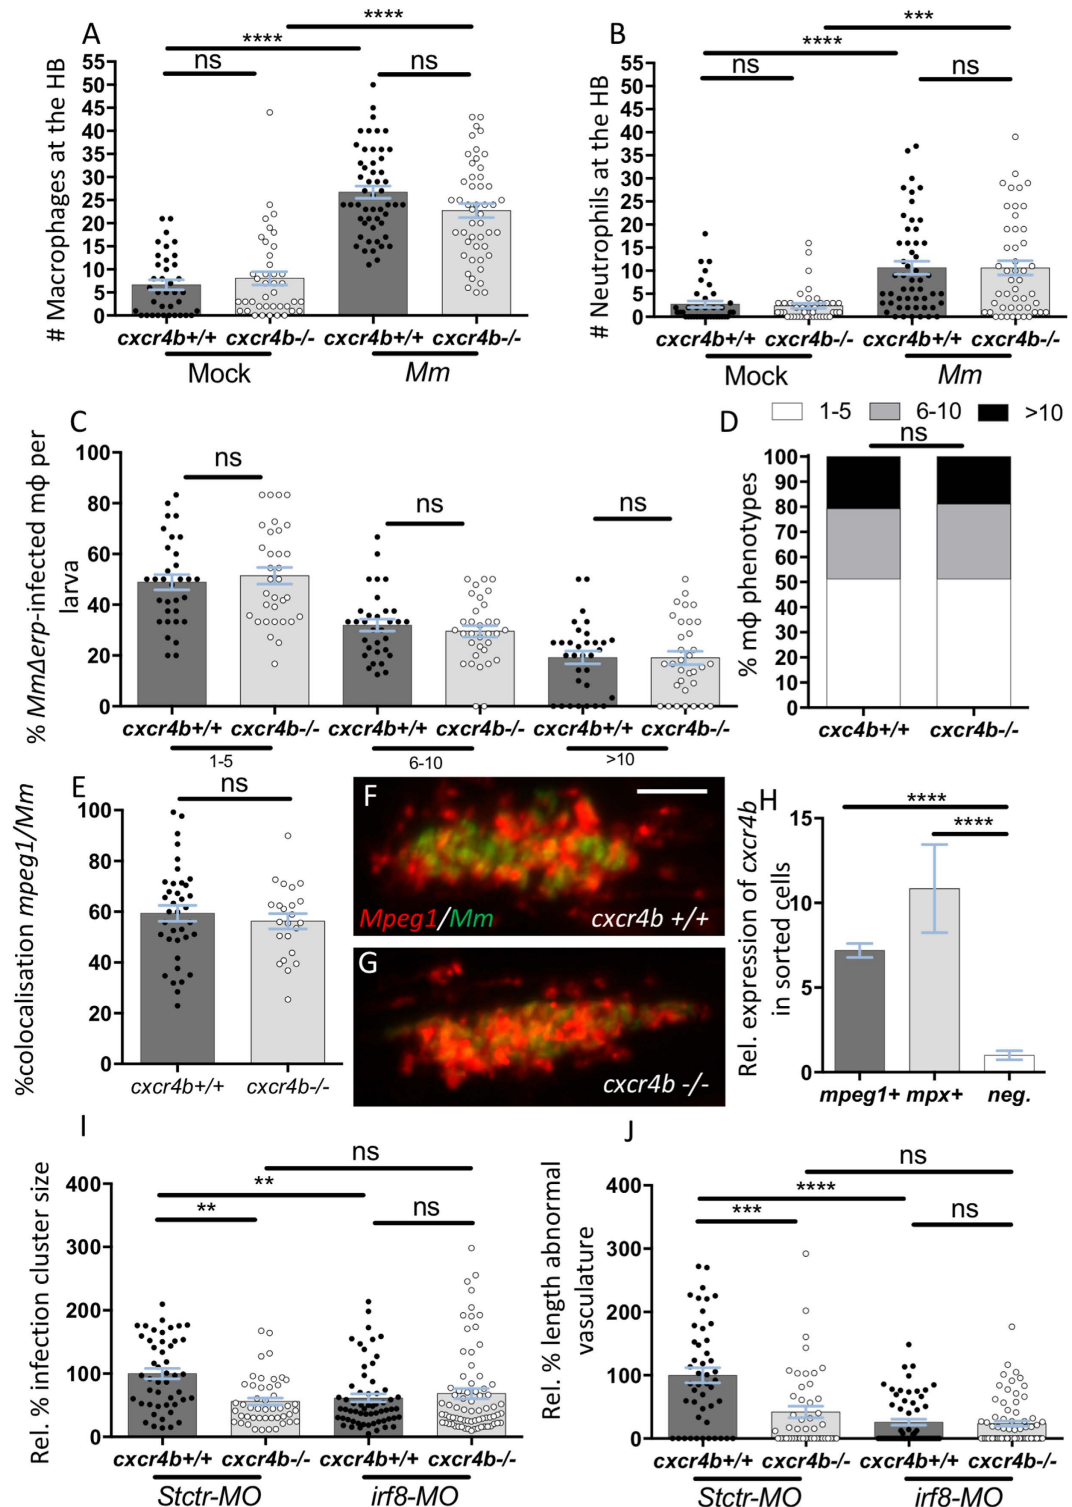 A
****
****
ns
ns
# Macrophages at the HB
55
50
45
40
35
30
25
20
15
10
5
0
cxcr4b+/+ cxcr4b-/- cxcr4b+/+ cxcr4b-/-
Mock Mm
B
***
****
ns
ns
# Neutrophils at the HB
55
50
45
40
35
30
25
20
15
10
5
0
cxcr4b+/+ cxcr4b-/- cxcr4b+/+ cxcr4b-/-
Mock Mm
C
ns
ns
ns
% MmΔerp-infected mφ per
larva
100
80
60
40
20
0
cxcr4b+/+ cxcr4b-/- cxcr4b+/+ cxcr4b-/- cxcr4b+/+ cxcr4b-/-
1-5 6-10 >10
D
1-5 6-10 >10
ns
% mφ phenotypes
100
90
80
70
60
50
40
30
20
10
0
cxc4b+/+ cxcr4b-/-
E
ns
%colocalisation mpeg1/Mm
100
80
60
40
20
0
cxcr4b+/+ cxcr4b-/-
F
Mpeg1/Mm
cxcr4b +/+
G
cxcr4b -/-
H
****
****
Rel. expression of cxcr4b
in sorted cells
15
10
5
0
mpeg1+ mpx+ neg.
I
ns
**
**
ns
Rel. % infection cluster size
400
300
200
100
0
cxcr4b+/+ cxcr4b-/- cxcr4b+/+ cxcr4b-/-
Stctr-MO irf8-MO
J
ns
****
***
ns
Rel. % length abnormal
vasculature
400
300
200
100
0
cxcr4b+/+ cxcr4b-/- cxcr4b+/+ cxcr4b-/-
Stctr-MO irf8-MO